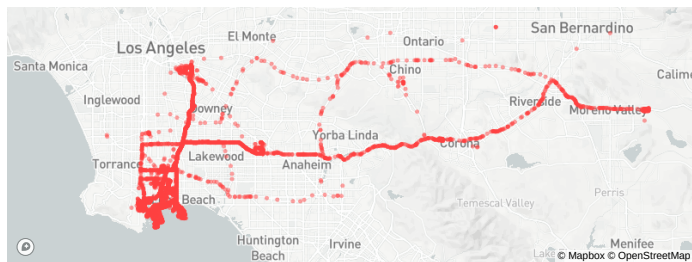 San Bernardino
El Monte
Ontario
Los Angeles
Santa Monica
Chino
Inglewood
Downey
Riverside
Moreno Valley
Yorba Linda
Lakewood
Corona
Torrance
Anaheim
Perris
Beach
Temescal Valley
Huntington
Beach
Irvine
Menifee
© Mapbox © OpenStreetMap